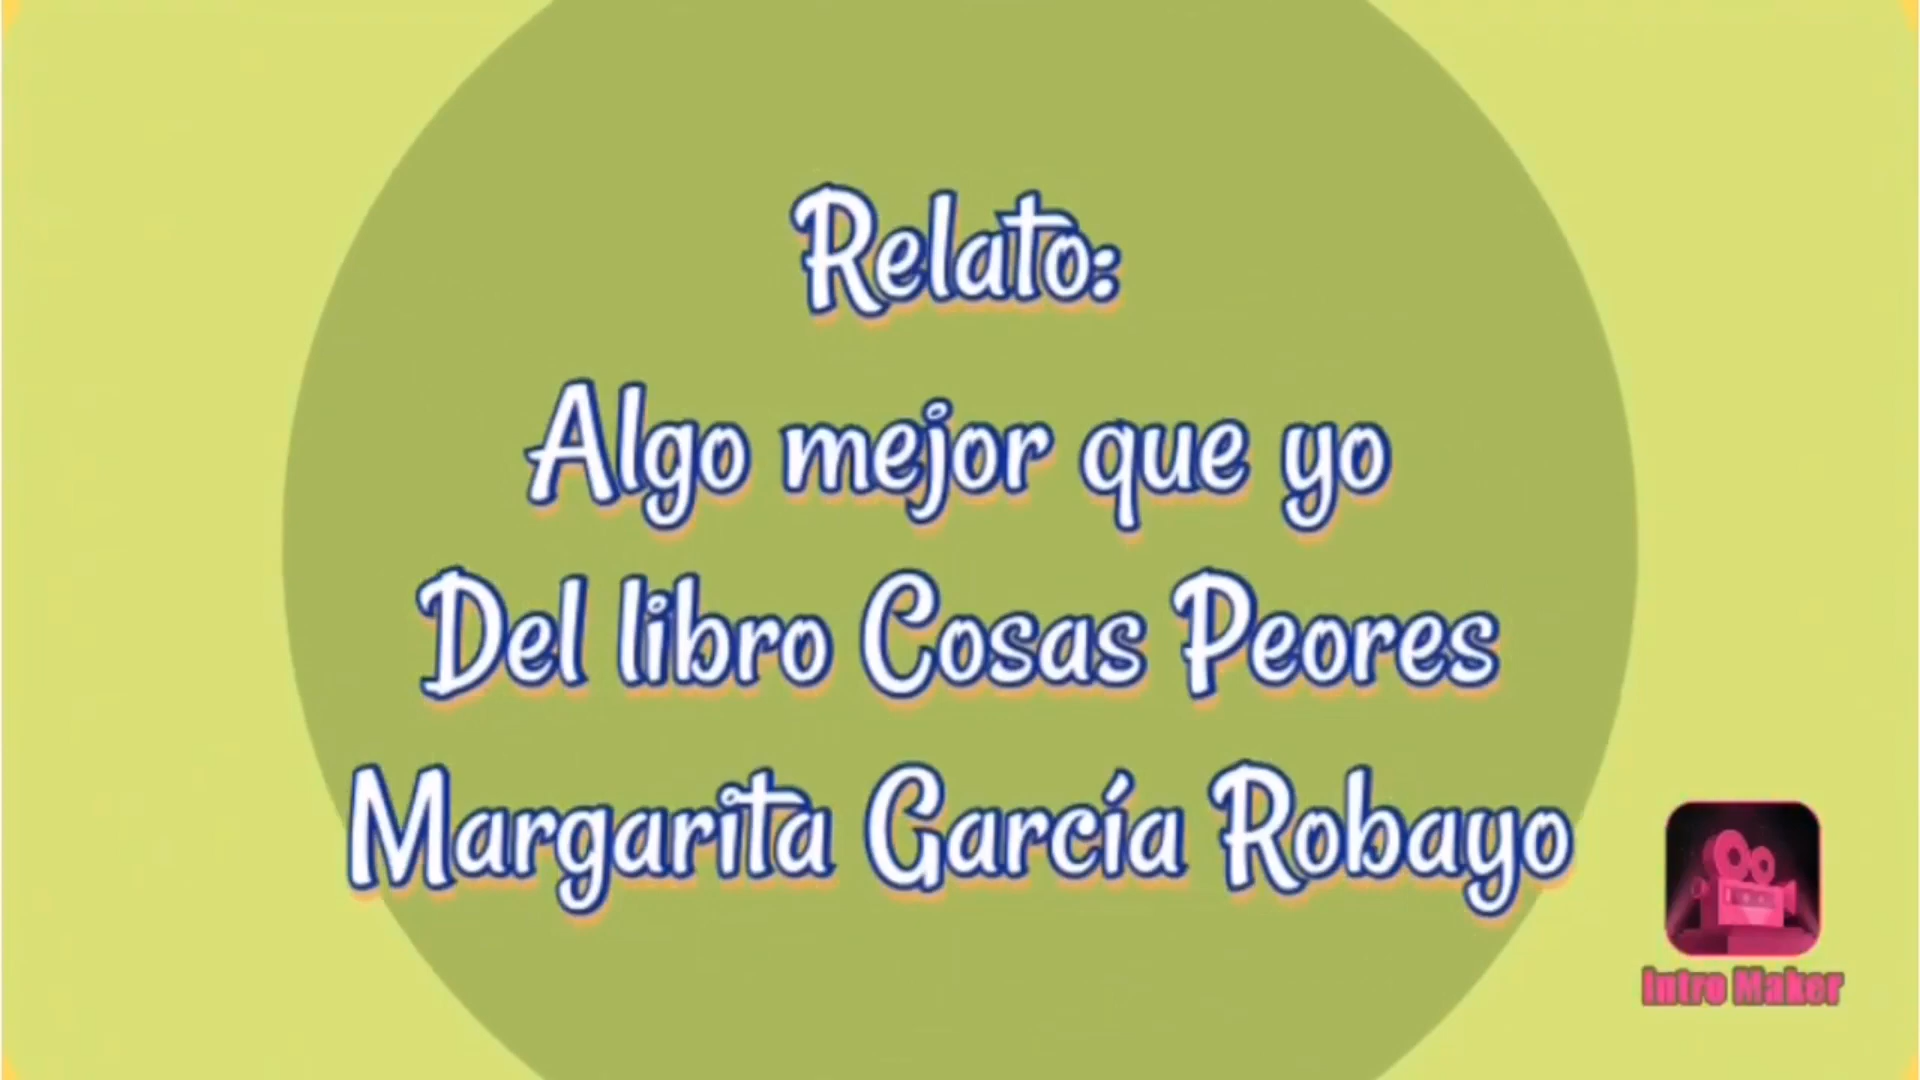 Relato:
Algo mejor que yo
Del libro Cosas Peores
Margarita García Robayo
Intro Maker